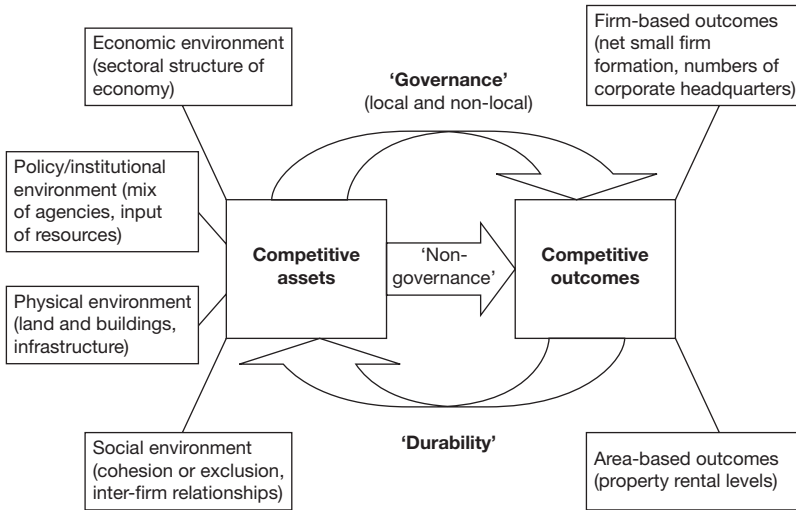 Economic environment
(sectoral structure of
economy)
Policy/institutional
environment (mix
of agencies, input
of resources)
Physical environment
(land and buildings,
infrastructure)
Social environment
(cohesion or exclusion,
inter-firm relationships)
‘Governance’
(local and non-local)
Competitive
assets
‘Non-
governance’
Competitive
outcomes
‘Durability’
Firm-based outcomes
(net small firm
formation, numbers of
corporate headquarters)
Area-based outcomes
(property rental levels)